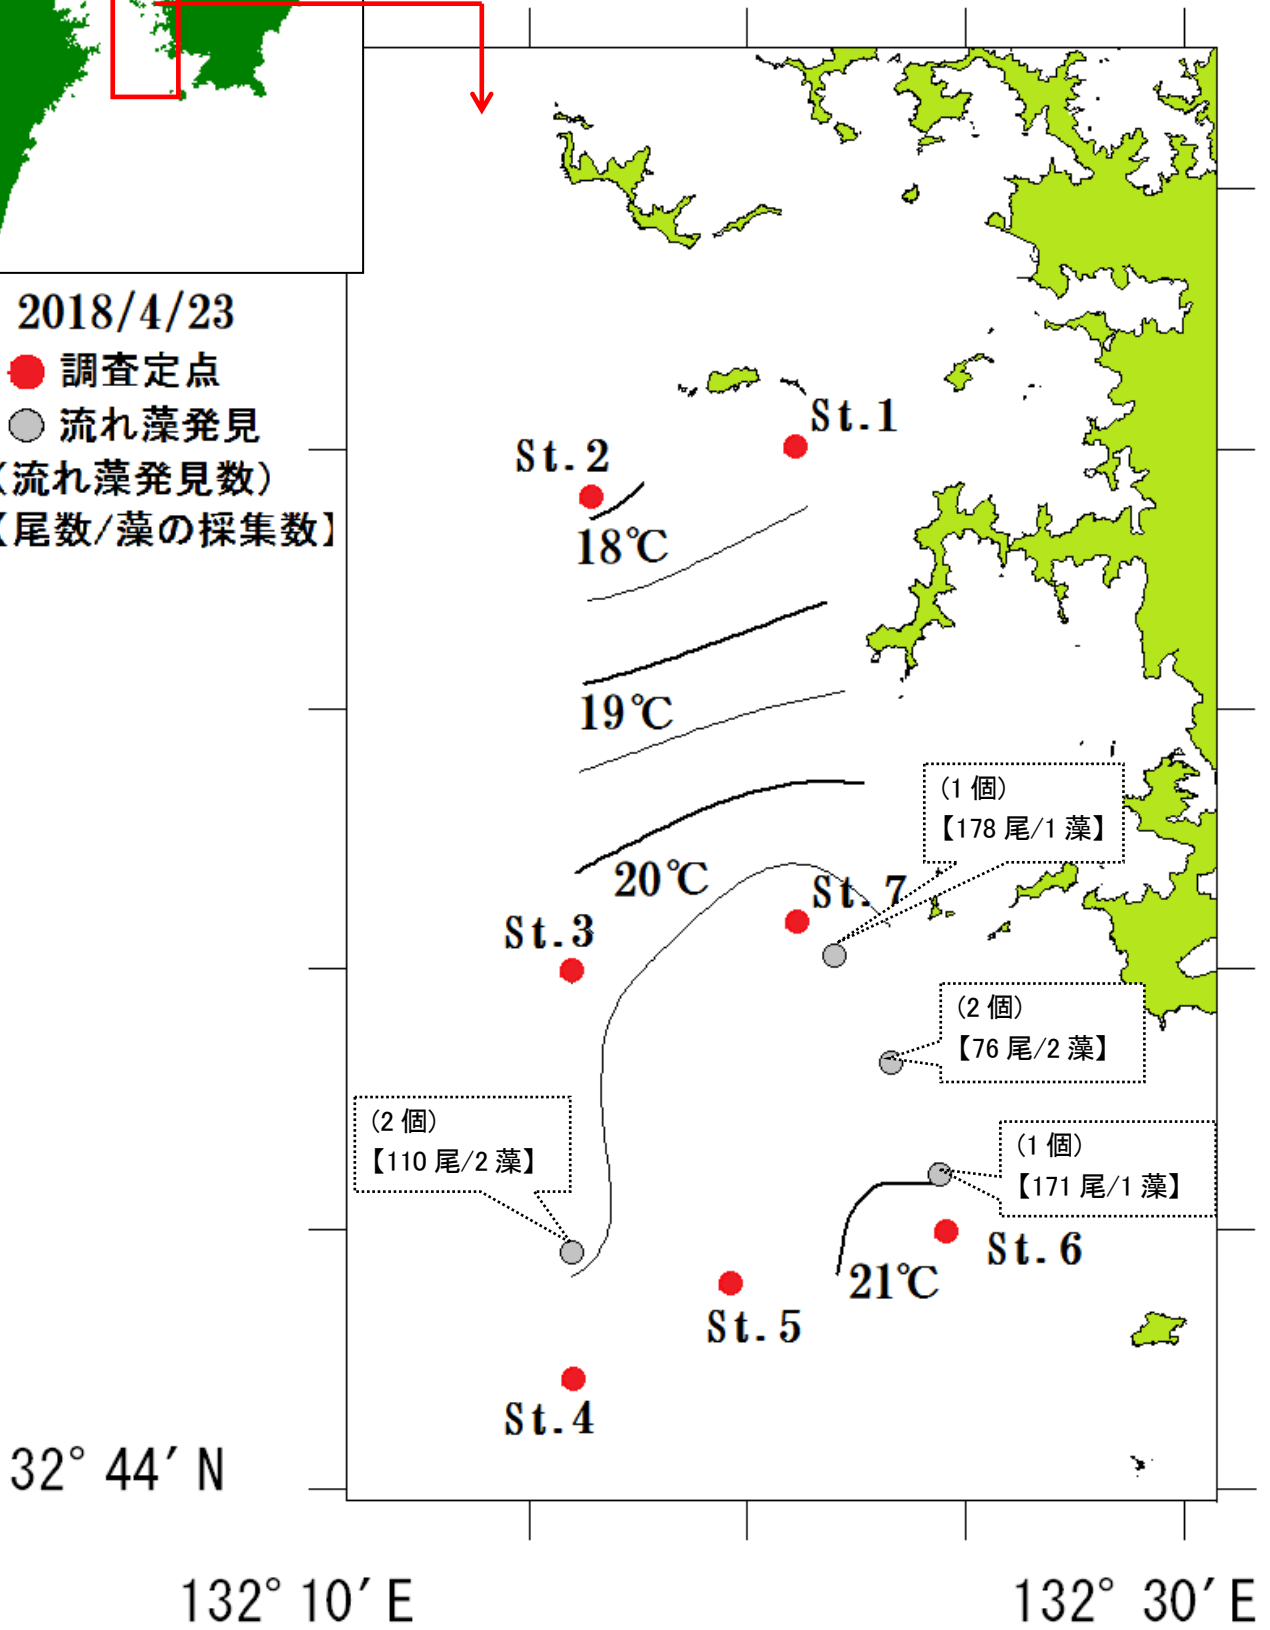 2018/4/23
調査定点
流れ藻発見
(流れ藻発見数)
【尾数/藻の採集数】
St.1
St.2
18℃
19℃
(1個)
【178尾/1藻】
20℃
St.7
St.3
(2個)
【76尾/2藻】
(2個)
【110尾/2藻】
(1個)
【171尾/1藻】
St.6
21℃
St.5
St.4
32°44′N
132°10′E
132°30′E